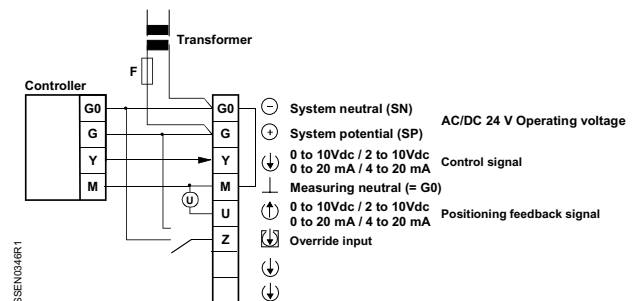 Transformer
F
Controller
G0
G
Y
M
G0
G
Y
M
U
Z
U
System neutral (SN)
System potential (SP)
AC/DC 24 V Operating voltage
0 to 10Vdc / 2 to 10Vdc
0 to 20 mA / 4 to 20 mA
Control signal
Measuring neutral (= G0)
0 to 10Vdc / 2 to 10Vdc
0 to 20 mA / 4 to 20 mA
Positioning feedback signal
Override input